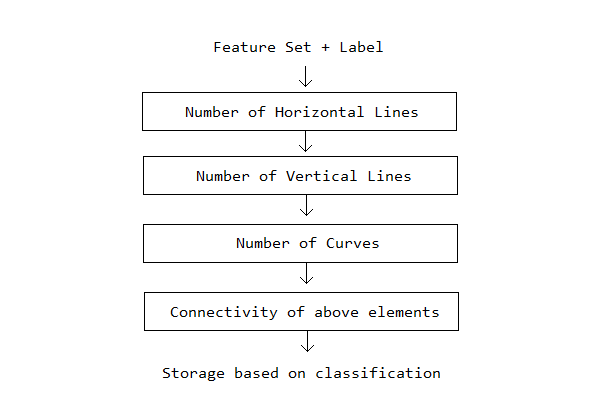 Feature Set + Label
Number of Horizontal Lines
Number of Vertical Lines
Number of Curves
Connectivity of above elements
Storage based on classification